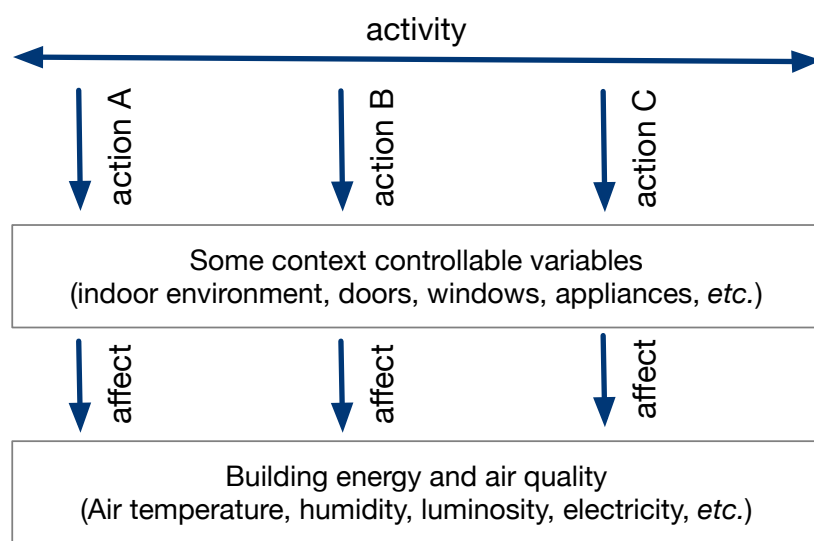 activity
action A
action B
action C
Some context controllable variables
(indoor environment, doors, windows, appliances, etc.)
affect
affect
affect
Building energy and air quality
(Air temperature, humidity, luminosity, electricity, etc.)